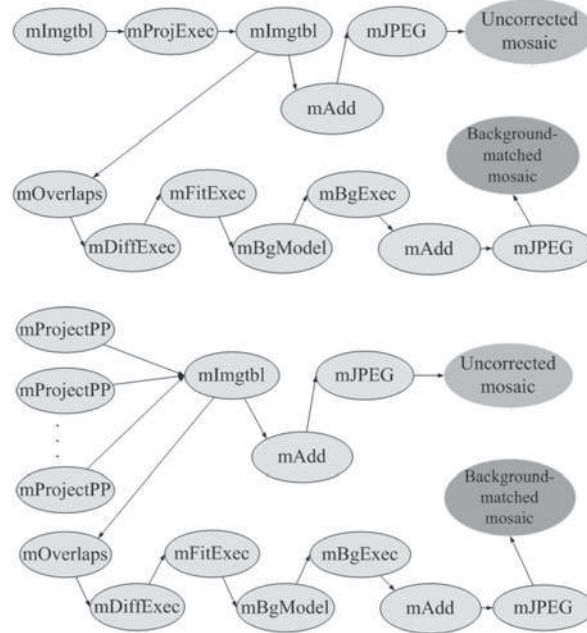 mImgtbl
mProjExec
mImgtbl
mJPEG
Uncorrected
mosaic
mAdd
Background-
matched
mosaic
mOverlaps
mFitExec
mBgExec
mDiffExec
mBgModel
mAdd
mJPEG
mProjectPP
mImgtbl
mJPEG
Uncorrected
mosaic
mProjectPP
mAdd
mProjectPP
Background-
matched
mosaic
mOverlaps
mFitExec
mBgExec
mDiffExec
mBgModel
mAdd
mJPEG